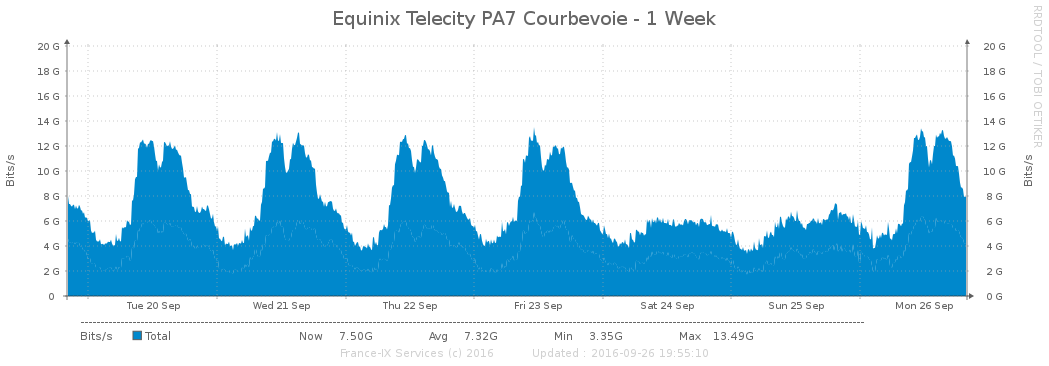 Equinix Telecity PA7 Courbevoie - 1 Week
RRDTOOL / TOBI OETIKER
Bits/s
Bits/s
20 G 20 G
18 G 18 G
16 G 16 G
14 G 14 G
12 G 12 G
10 G 10 G
8 G 8 G
6 G 6 G
4 G 4 G
2 G 2 G
0 0 G
Tue 20 Sep Wed 21 Sep Thu 22 Sep Fri 23 Sep Sat 24 Sep Sun 25 Sep Mon 26 Sep
Bits/s Total Now 7.50G Avg 7.32G Min 3.35G Max 13.49G
France-IX Services (c) 2016 Updated : 2016-09-26 19:55:10